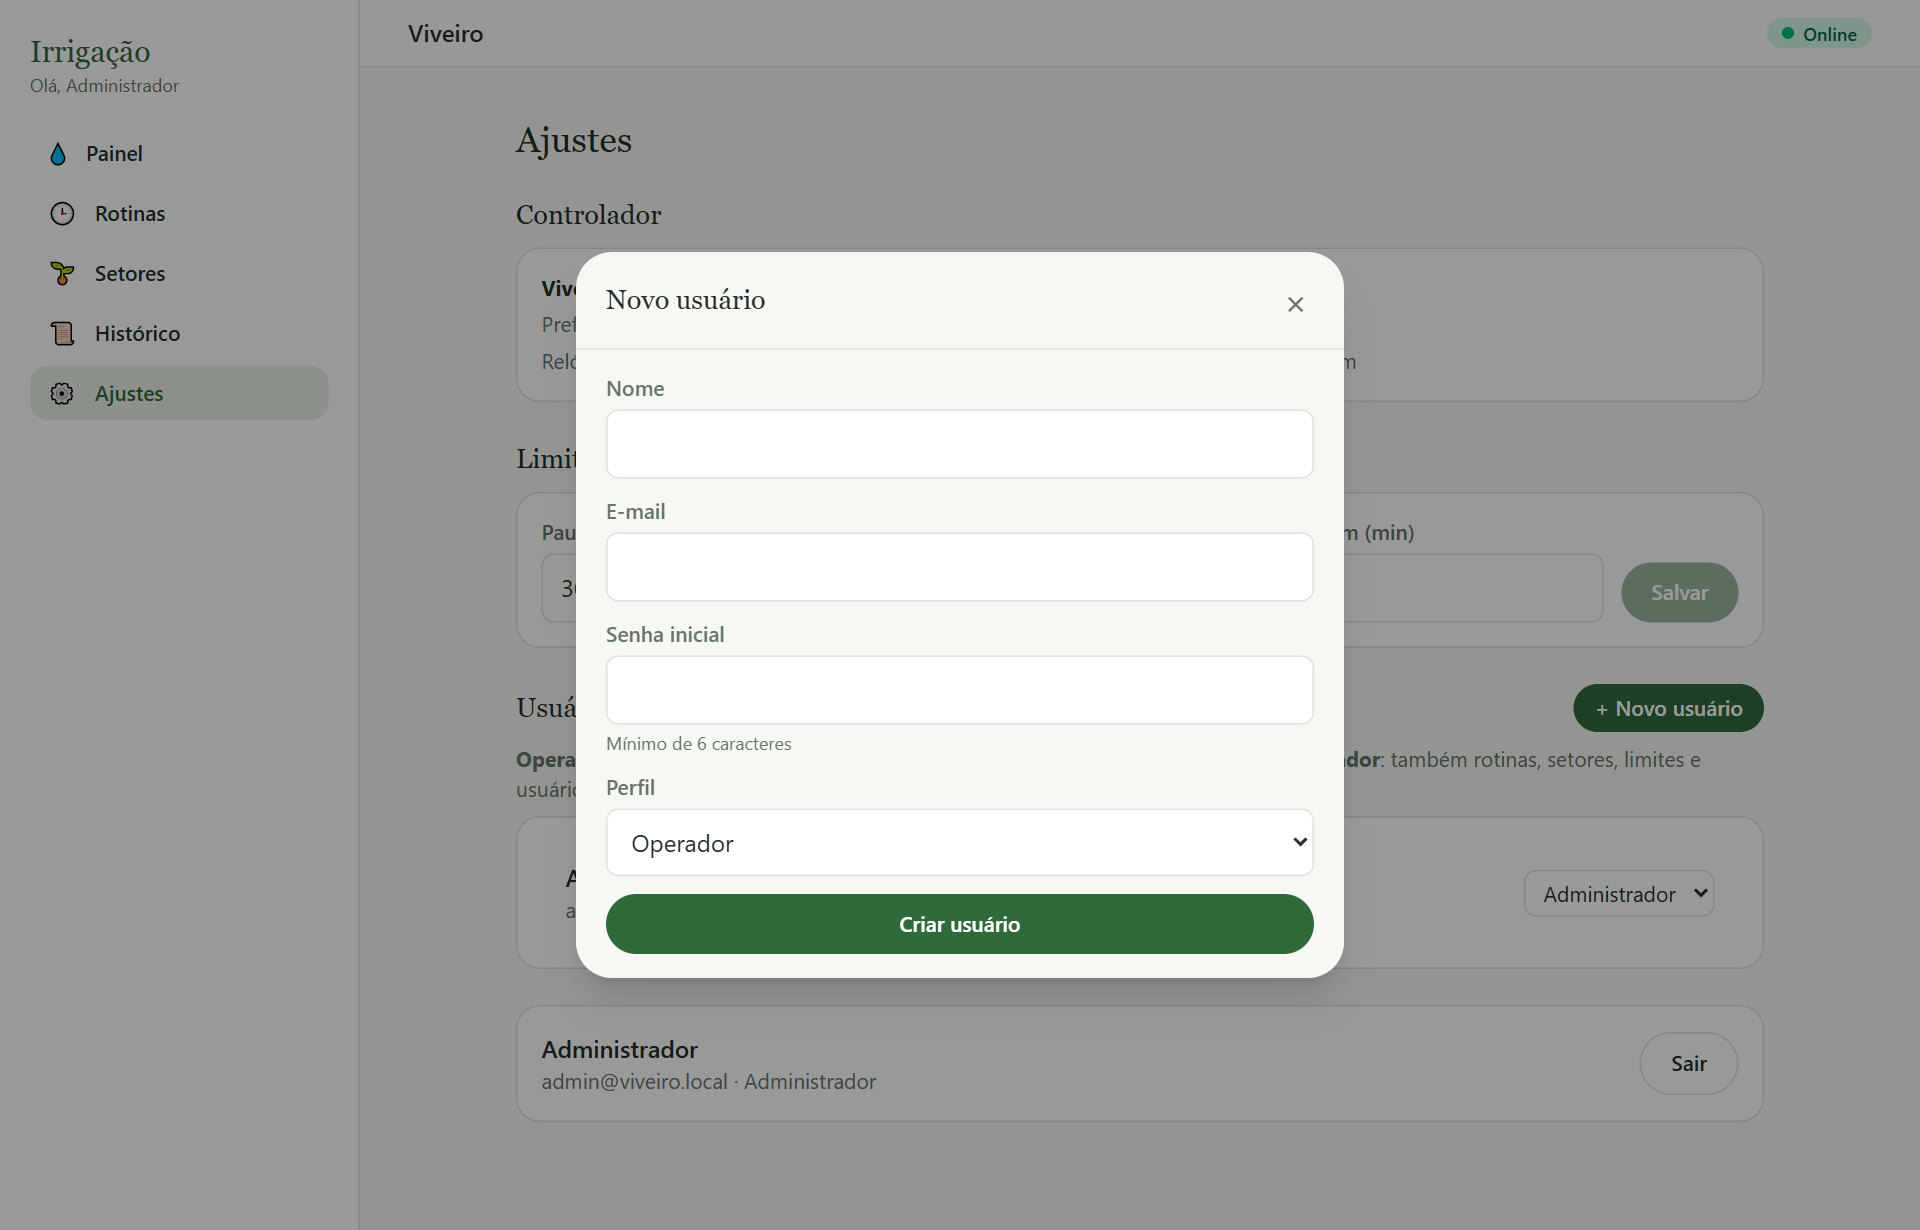 Irrigação
Olá, Administrador
Painel
Rotinas
Setores
Histórico
Ajustes
Viveiro
Online
Ajustes
Controlador
Novo usuário
Nome
E-mail
Senha inicial
Mínimo de 6 caracteres
Perfil
Operador
Criar usuário
(min)
Salvar
+ Novo usuário
: também rotinas, setores, limites e
Administrador
Administrador
admin@viveiro.local · Administrador
Sair